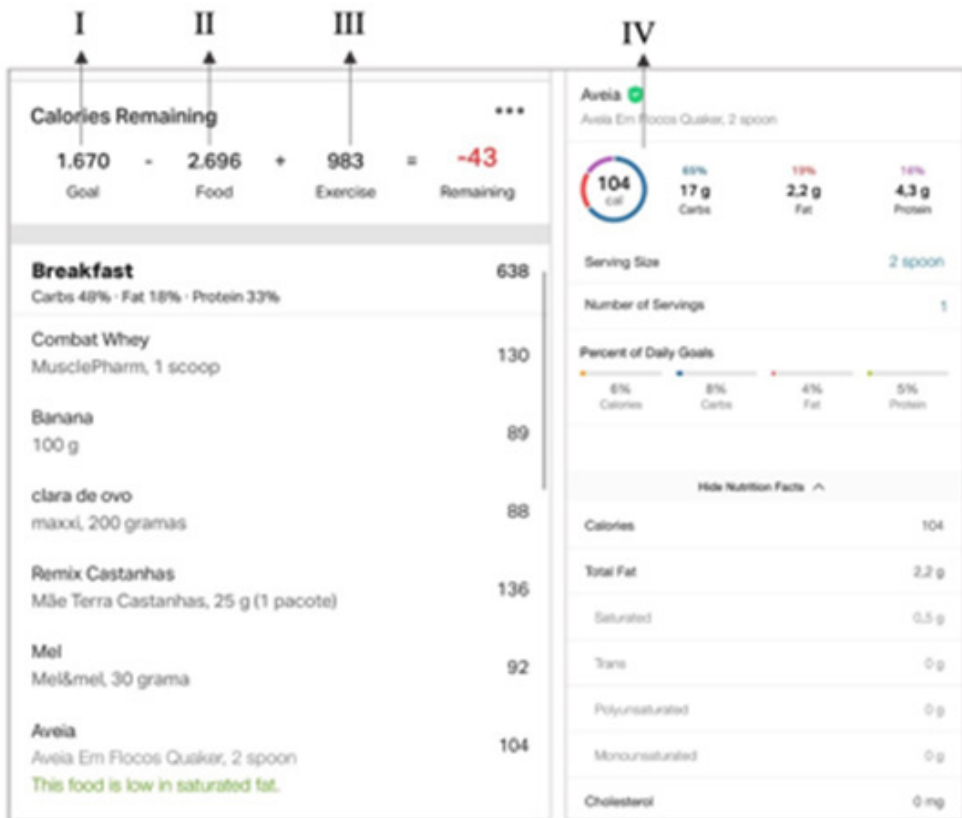 I II III IV
Calories Remaining •••
1.670 - 2.696 + 983 = -43
Goal Food Exercise Remaining
Breakfast 638
Carbs 48% · Fat 18% · Protein 33%
Combat Whey 130
MusclePharm, 1 scoop
Banana 89
100 g
clara de ovo 88
maxxi, 200 gramas
Remix Castanhas 136
Mãe Terra Castanhas, 25 g (1 pacote)
Mel 92
Mel&mel, 30 grama
Aveia 104
Aveia Em Flocos Quaker, 2 spoon
This food is low in saturated fat.
Aveia
Aveia Em Flocos Quaker, 2 spoon
104 cal
65% 19% 16%
17 g 2,2 g 4,3 g
Carbs Fat Protein
Serving Size 2 spoon
Number of Servings 1
Percent of Daily Goals
6% 8% 4% 5%
Calories Carbs Fat Protein
Hide Nutrition Facts
Calories 104
Total Fat 2,2 g
Saturated 0,5 g
Trans 0 g
Polyunsaturated 0 g
Monounsaturated 0 g
Cholesterol 0 mg